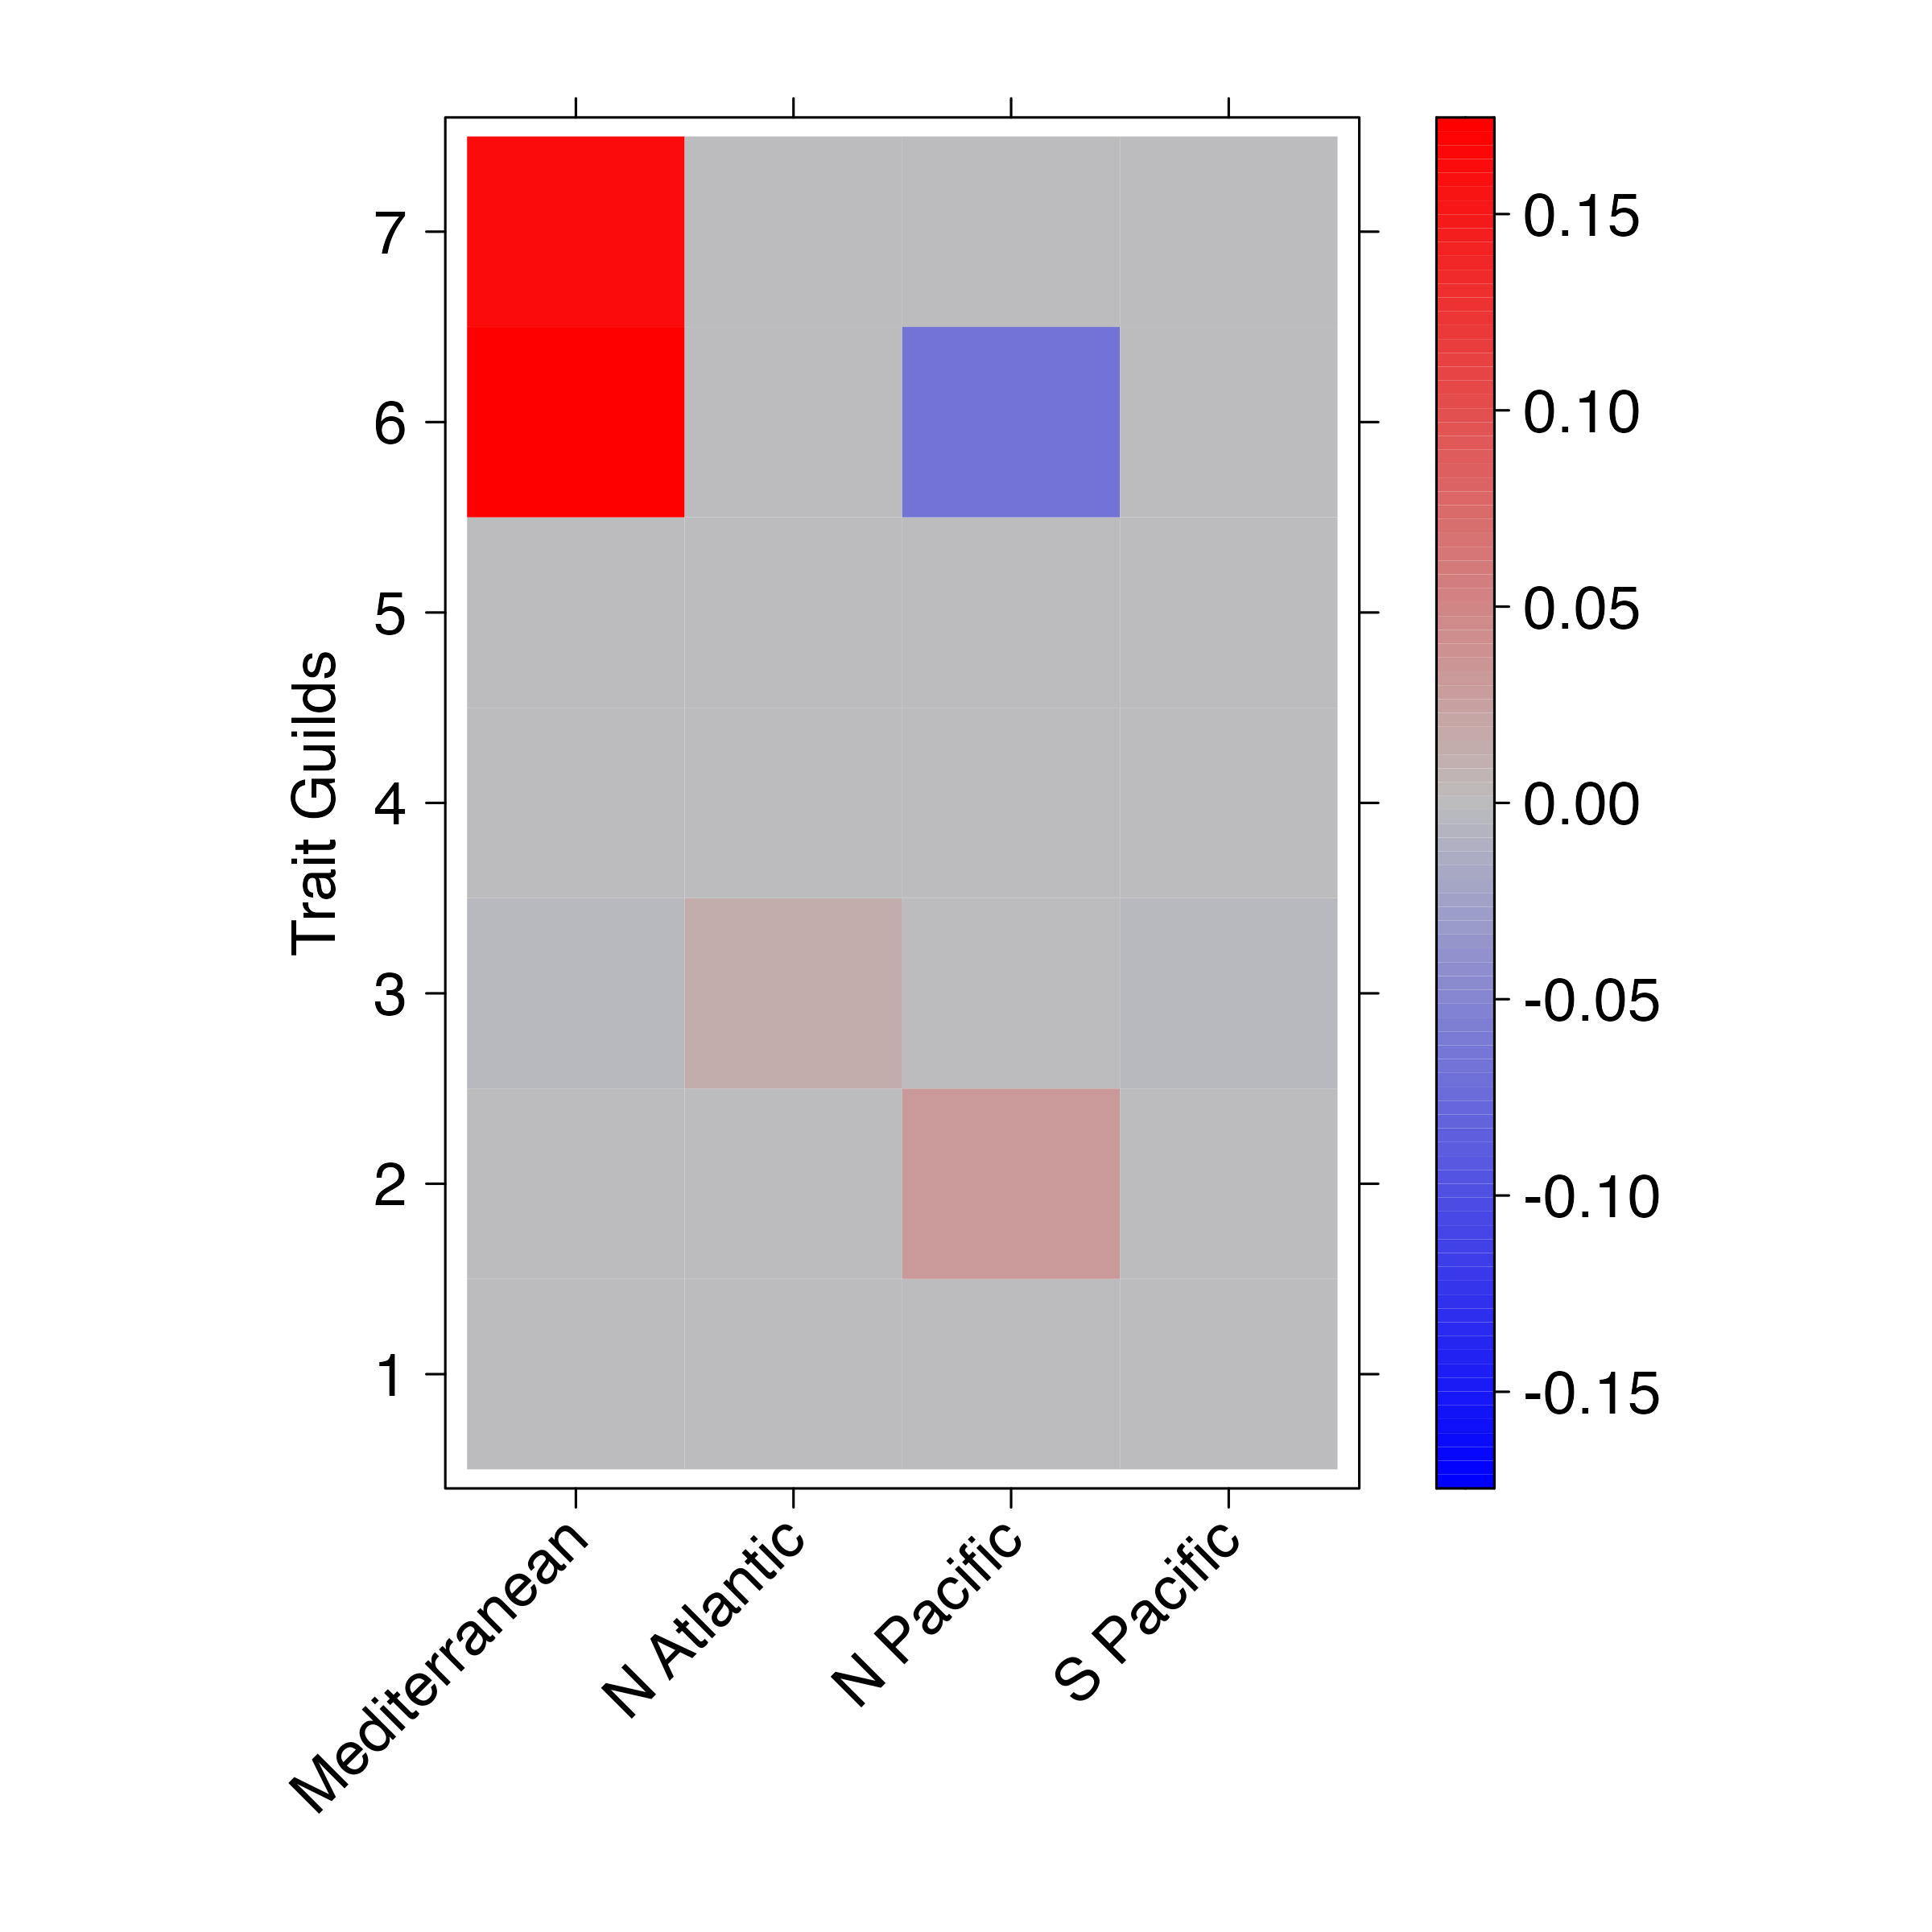 Trait Guilds
7
6
5
4
3
2
1
Mediterranean
N Atlantic
N Pacific
S Pacific
0.15
0.10
0.05
0.00
-0.05
-0.10
-0.15